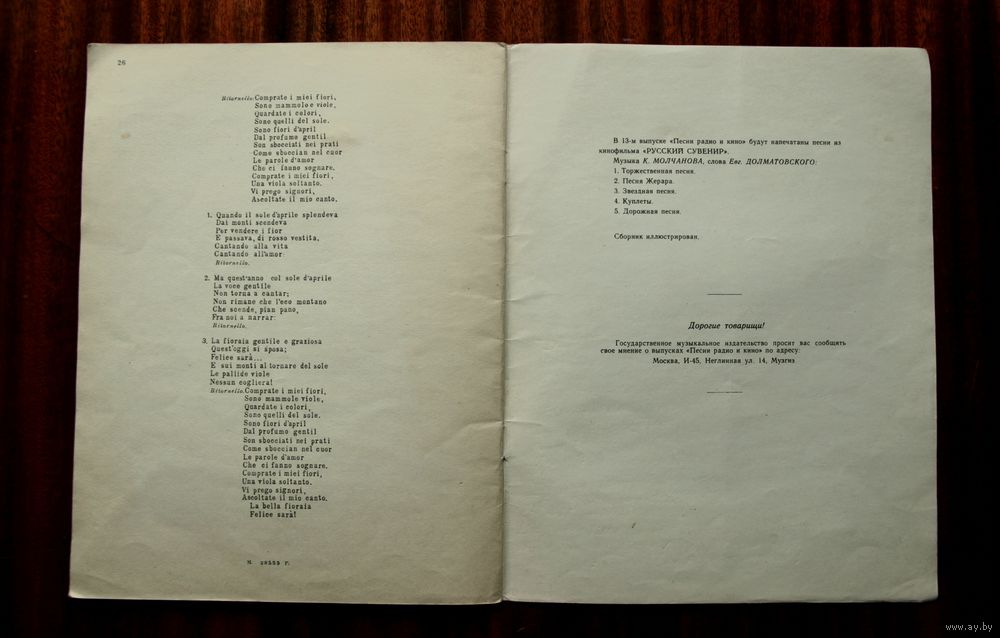 26
Ritornello. Comprate i miei fiori,
Sono mammole e viole,
Quardate i colori,
Sono quelli del sole.
Sono fiori d'april
Dal profumo gentil
Son sbocciati nei prati
Come sboccian nel cuor
Le parole d'amor
Che ci fanno sognare.
Comprate i miei fiori,
Una viola soltanto.
Vi prego signori,
Ascoltate il mio canto.
1. Quando il sole d'aprile splendeva
Dai monti scendeva
Per vendere i fior
E passava, di rosso vestita,
Cantando alla vita
Cantando all'amor
Ritornello.
2. Ma quest'anno col sole d'aprile
La voce gentile
Non torna a cantar;
Non rimane che l'eco montano
Che scende, pian pano,
Fra noi a narrar:
Ritornello.
3. La fioraia gentile e graziosa
Quest'oggi si sposa;
Felice sarà...
E sui monti al tornare del sole
Le pallide viole
Nessun cogliera!
Ritornello. Comprate i miei fiori,
Sono mammole viole,
Quardate i colori,
Sono quelli del sole.
Sono fiori d'april
Dal profumo gentil
Son sbocciati nei prati
Come sboccian nel cuor
Le parole d'amor
Che ci fanno sognare.
Comprate i miei fiori,
Una viola soltanto.
Vi prego signori,
Ascoltate il mio canto.
La bella fioraia
Felice sarà!
М. Г.
В 13-м выпуске «Песни радио и кино» будут напечатаны песни из
кинофильма «РУССКИЙ СУВЕНИР».
Музыка К. МОЛЧАНОВА, слова Евг. ДОЛМАТОВСКОГО:
1. Торжественная песня.
2. Песня Жерара.
3. Звездная песня.
4. Куплеты.
5. Дорожная песня.
Сборник иллюстрирован.
Дорогие товарищи!
Государственное музыкальное издательство просит вас сообщять
свое мнение о выпусках «Песни радио и кино» по адресу:
Москва, И-45, Неглинная ул. 14, Музгиз
www.ay.by